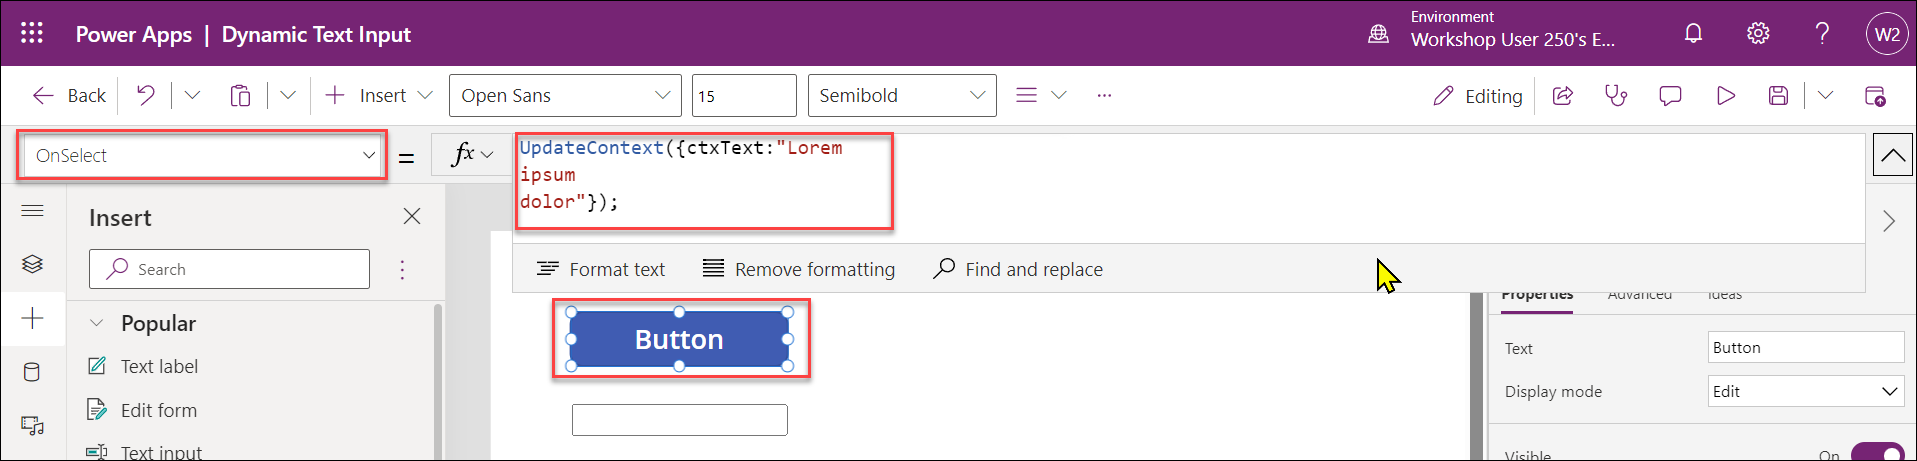 Power Apps | Dynamic Text Input
Environment
Workshop User 250's E...
W2
Back
Insert
Open Sans
15
Semibold
...
Editing
OnSelect
=
fx
UpdateContext({ctxText:"Lorem
ipsum
dolor"});
Insert
Search
Format text
Remove formatting
Find and replace
Properties
Advanced
Ideas
Popular
Button
Text
Button
Text label
Display mode
Edit
Edit form
Text input
Visible
On